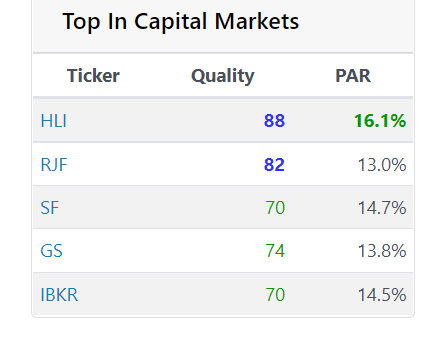 Top In Capital Markets
Ticker Quality PAR
HLI 88 16.1%
RJF 82 13.0%
SF 70 14.7%
GS 74 13.8%
IBKR 70 14.5%